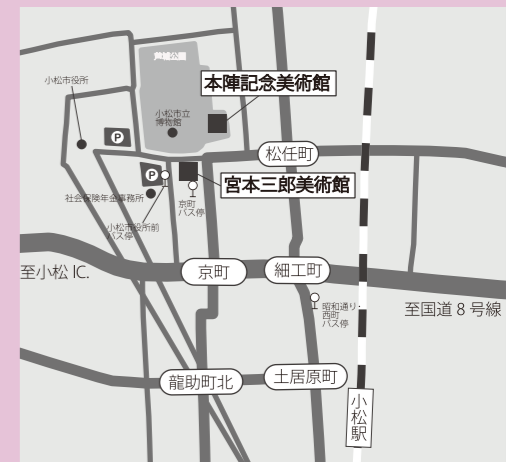 芦城公園
小松市役所
本陣記念美術館
小松市立
博物館
P
松任町
P
宮本三郎美術館
社会保険年金事務所
京町
バス停
小松市役所前
バス停
至小松 IC.
京町
細工町
昭和通り・
西町
バス停
至国道 8 号線
龍助町北
土居原町
小松駅